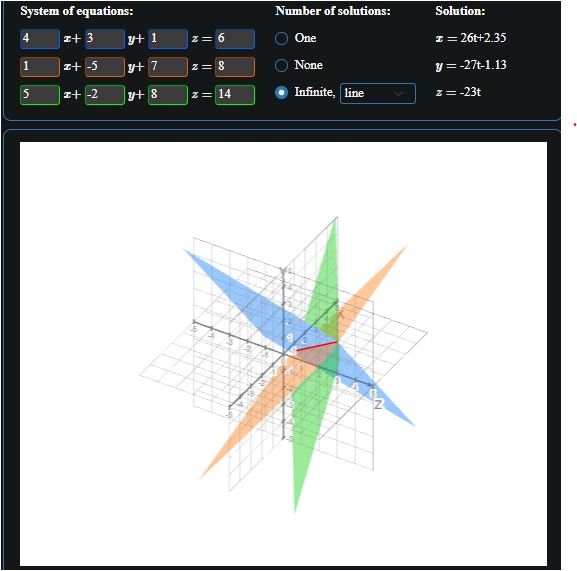 System of equations: Number of solutions: Solution:
4 x+ 3 y+ 1 z = 6 One x = 26t+2.35
1 x+ -5 y+ 7 z = 8 None y = -27t-1.13
5 x+ -2 y+ 8 z = 14 Infinite, line z = -23t
Y
X
Z